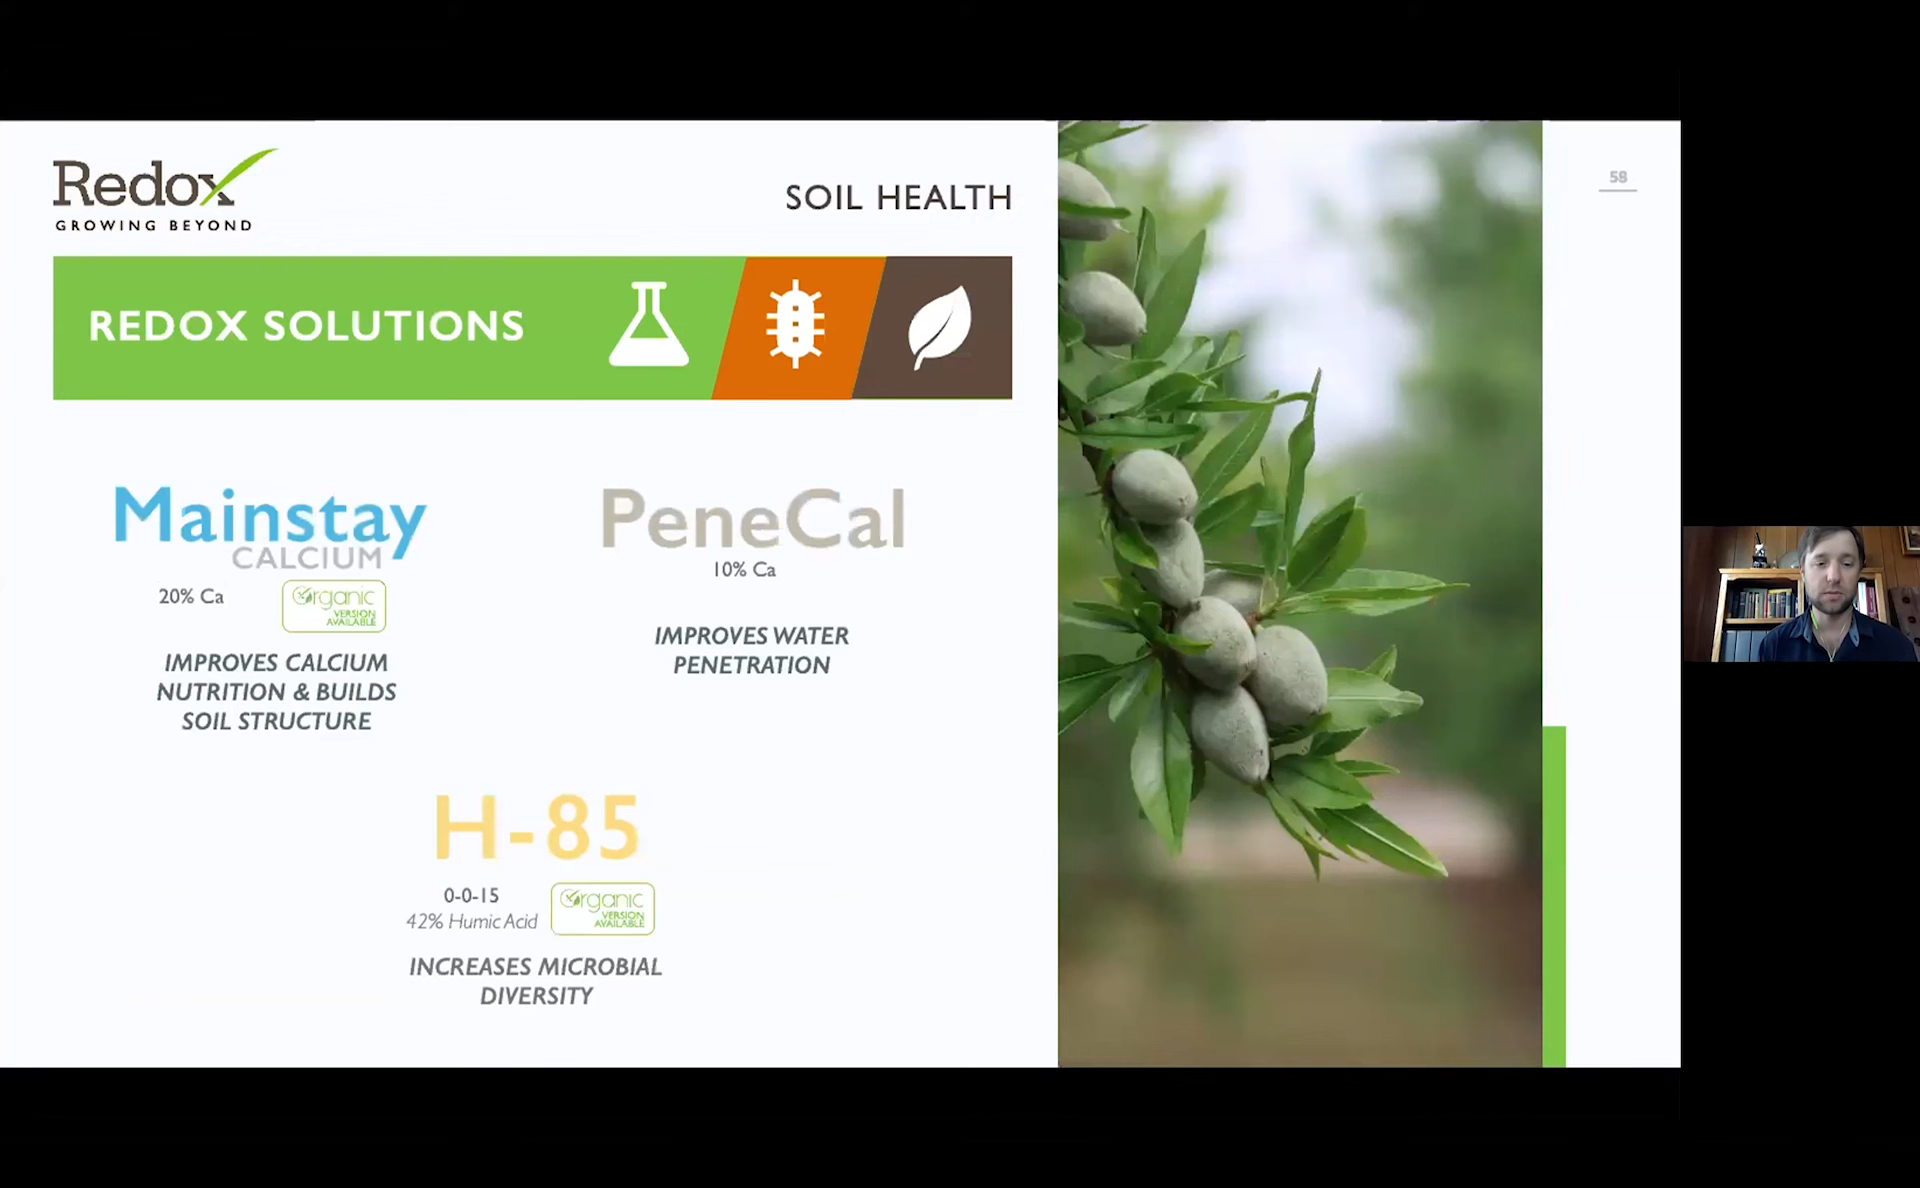 Redox
GROWING BEYOND
SOIL HEALTH
58
REDOX SOLUTIONS
Mainstay
CALCIUM
20% Ca
Organic
VERSION
AVAILABLE
IMPROVES CALCIUM
NUTRITION & BUILDS
SOIL STRUCTURE
PeneCal
10% Ca
IMPROVES WATER
PENETRATION
H-85
0-0-15
42% Humic Acid
Organic
VERSION
AVAILABLE
INCREASES MICROBIAL
DIVERSITY